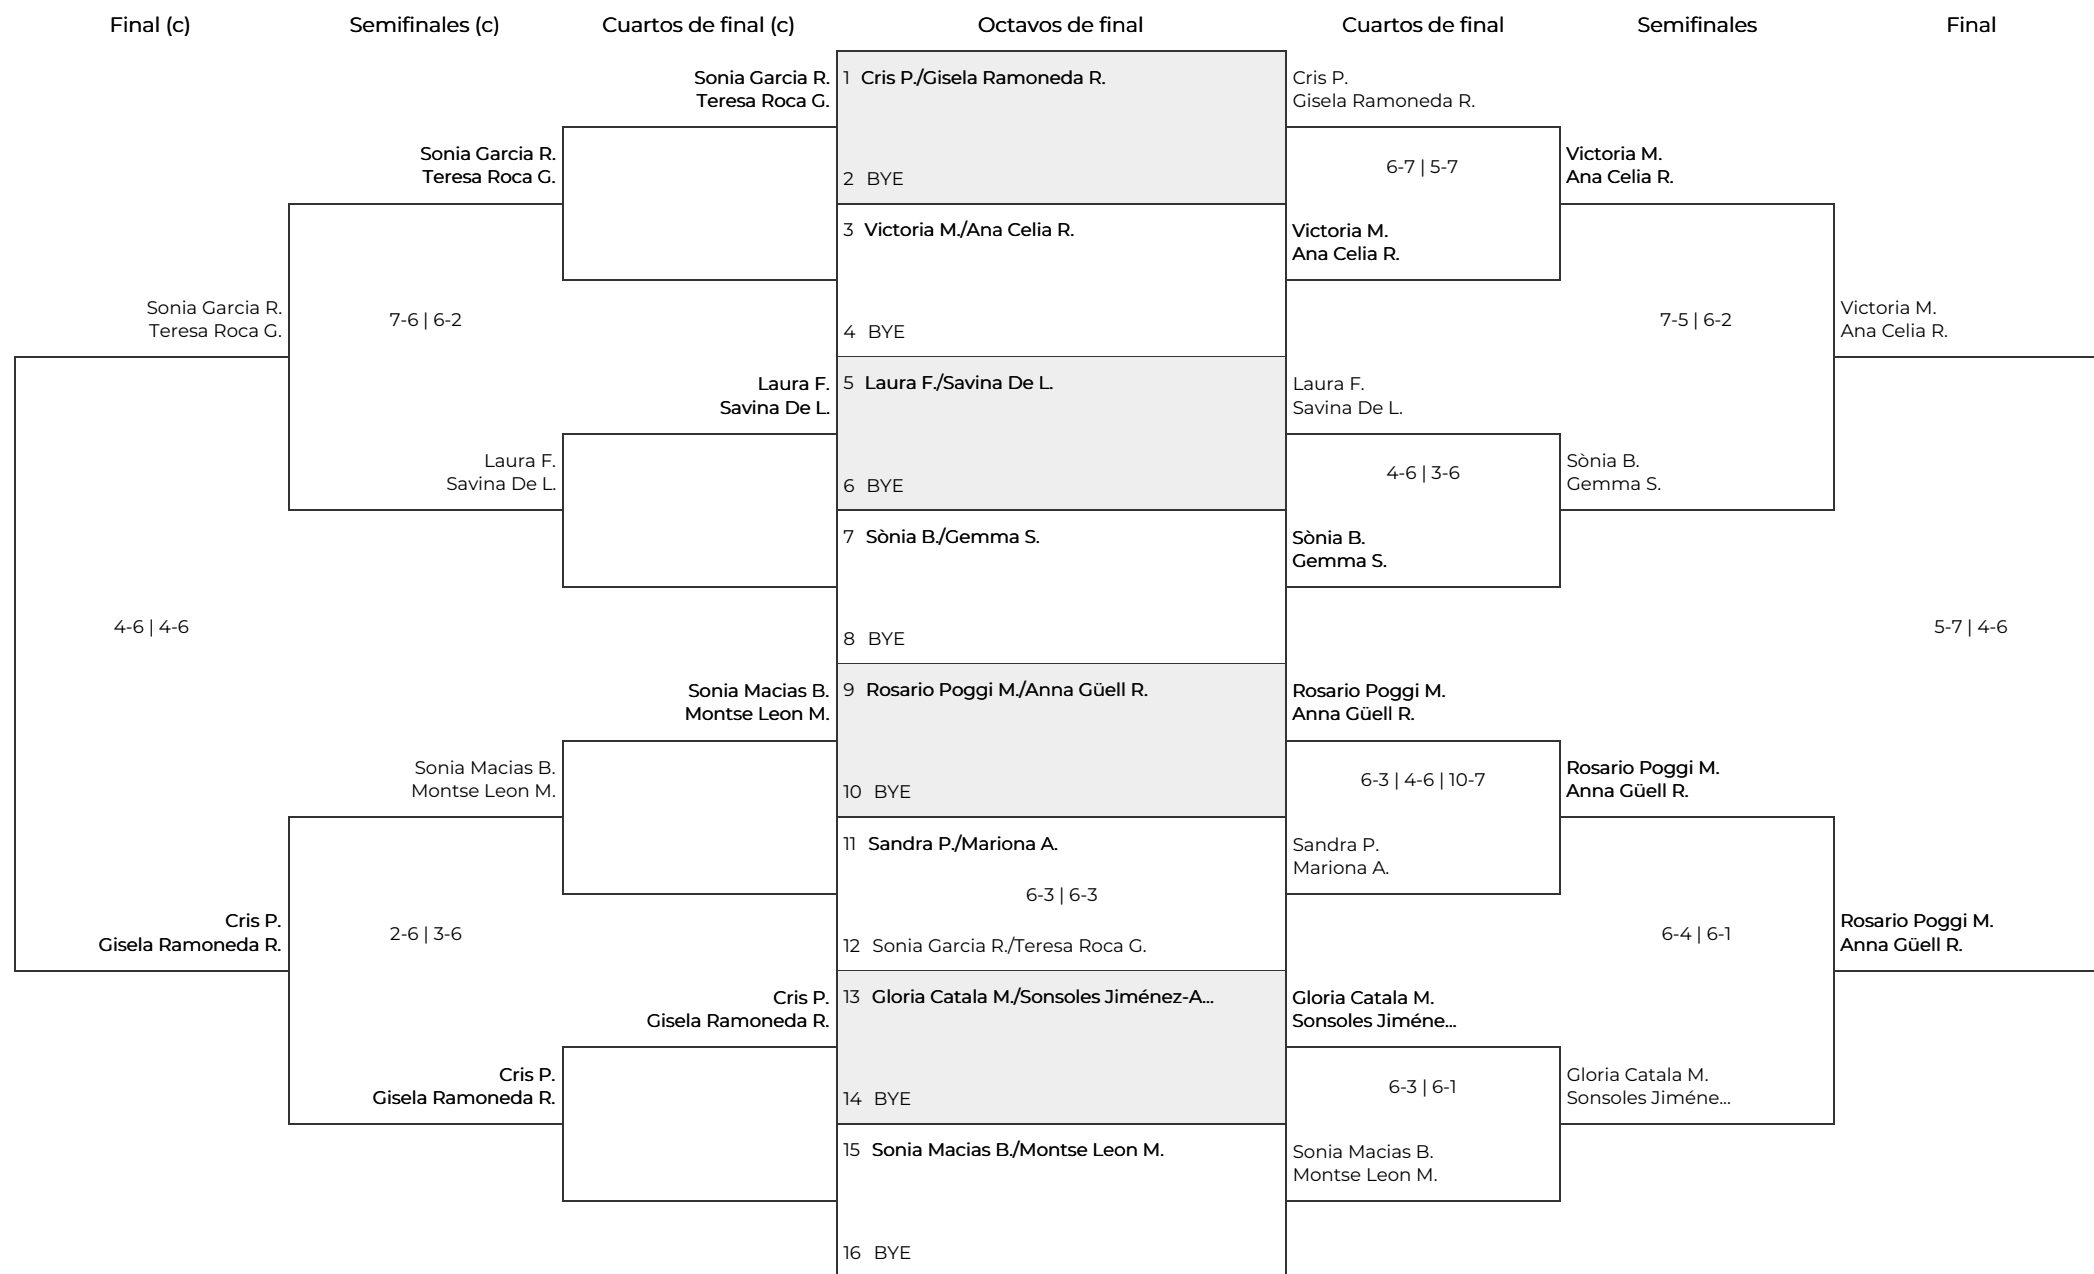 Final (c)
Semifinales (c)
Cuartos de final (c)
Octavos de final
Cuartos de final
Semifinales
Final
Sonia Garcia R.
Teresa Roca G.
4-6 | 4-6
Cris P.
Gisela Ramoneda R.
Sonia Garcia R.
Teresa Roca G.
7-6 | 6-2
Laura F.
Savina De L.
Sonia Macias B.
Montse Leon M.
2-6 | 3-6
Cris P.
Gisela Ramoneda R.
Sonia Garcia R.
Teresa Roca G.
Laura F.
Savina De L.
Sonia Macias B.
Montse Leon M.
Cris P.
Gisela Ramoneda R.
1 Cris P./Gisela Ramoneda R.
2 BYE
3 Victoria M./Ana Celia R.
4 BYE
5 Laura F./Savina De L.
6 BYE
7 Sònia B./Gemma S.
8 BYE
9 Rosario Poggi M./Anna Güell R.
10 BYE
11 Sandra P./Mariona A.
6-3 | 6-3
12 Sonia Garcia R./Teresa Roca G.
13 Gloria Catala M./Sonsoles Jiménez-A...
14 BYE
15 Sonia Macias B./Montse Leon M.
16 BYE
Cris P.
Gisela Ramoneda R.
6-7 | 5-7
Victoria M.
Ana Celia R.
Laura F.
Savina De L.
4-6 | 3-6
Sònia B.
Gemma S.
Rosario Poggi M.
Anna Güell R.
6-3 | 4-6 | 10-7
Sandra P.
Mariona A.
Gloria Catala M.
Sonsoles Jiméne...
6-3 | 6-1
Sonia Macias B.
Montse Leon M.
Victoria M.
Ana Celia R.
7-5 | 6-2
Sònia B.
Gemma S.
Rosario Poggi M.
Anna Güell R.
6-4 | 6-1
Gloria Catala M.
Sonsoles Jiméne...
Victoria M.
Ana Celia R.
5-7 | 4-6
Rosario Poggi M.
Anna Güell R.